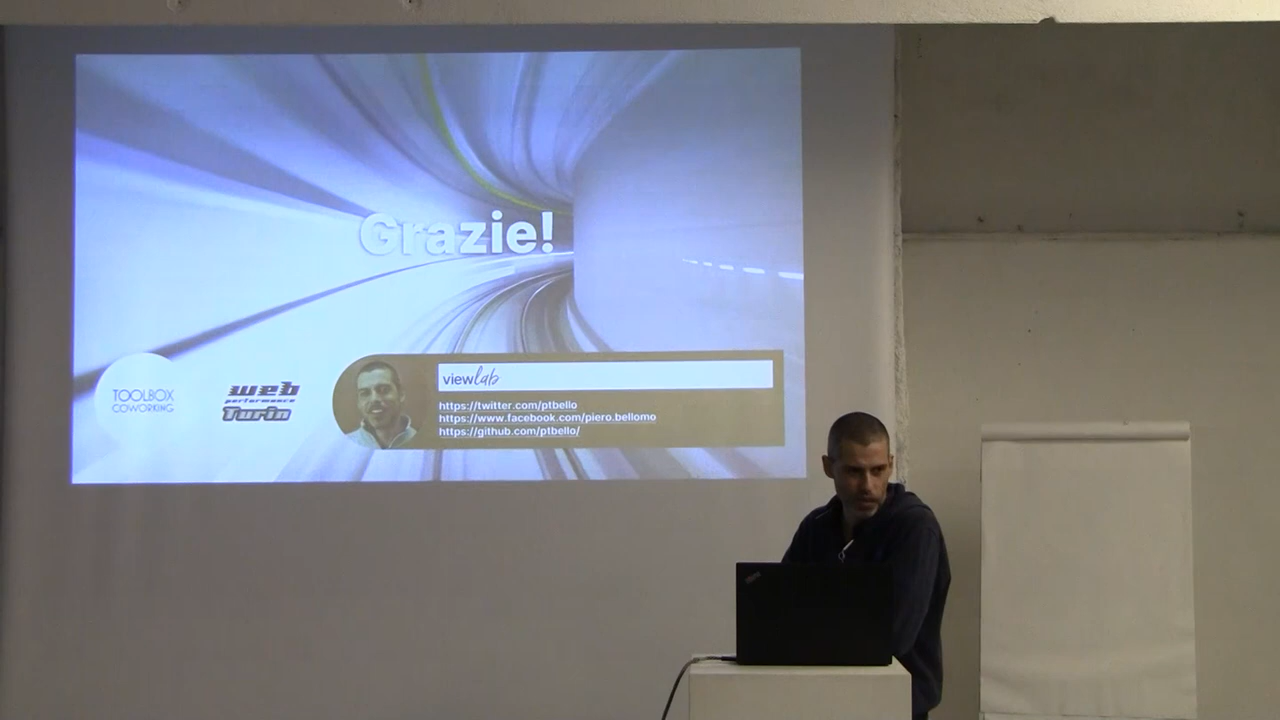 Grazie!
TOOLBOX
COWORKING
web
performance
Turin
viewlab
https://twitter.com/ptbello
https://www.facebook.com/piero.bellomo
https://github.com/ptbello/